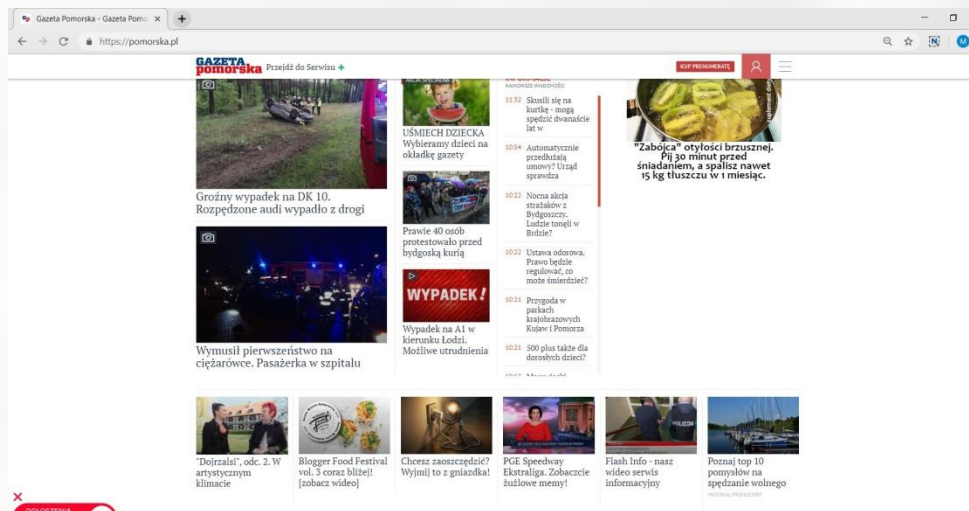 Gazeta Pomorska - Gazeta Pomo
https://pomorska.pl
GAZETA
pomorska
Przejdź do Serwisu +
KUP PRENUMERATĘ
Groźny wypadek na DK 10.
Rozpędzone audi wypadło z drogi
Wymusił pierwszeństwo na
ciężarówce. Pasażerka w szpitalu
AKCJA SPECJALNA
UŚMIECH DZIECKA
Wybieramy dzieci na
okładkę gazety
Prawie 40 osób
protestowało przed
bydgoską kurią
WYPADEK!
Wypadek na A1 w
kierunku Łodzi.
Możliwe utrudnienia
NAJNOWSZE WIADOMOŚCI
11:32 Skusili się na
kurtkę - mogą
spędzić dwanaście
lat w
10:54 Automatycznie
przedłużają
umowy? Urząd
sprawdza
10:22 Nocna akcja
strażaków z
Bydgoszczy.
Ludzie tonęli w
Brdzie?
10:22 Ustawa odorowa.
Prawo będzie
regulować, co
może śmierdzieć?
10:21 Przygoda w
parkach
krajobrazowych
Kujaw i Pomorza
10:21 500 plus także dla
dorosłych dzieci?
"Zabójca" otyłości brzusznej.
Pij 30 minut przed
śniadaniem, a spalisz nawet
15 kg tłuszczu w 1 miesiąc.
"Dojrzalsi", odc. 2. W
artystycznym
klimacie
Blogger Food Festival
vol. 3 coraz bliżej!
[zobacz wideo]
Chcesz zaoszczędzić?
Wyjmij to z gniazdka!
PGE Speedway
Ekstraliga. Zobaczcie
żużlowe memy!
POLICJA
Flash Info - nasz
wideo serwis
informacyjny
Poznaj top 10
pomysłów na
spędzanie wolnego
MATERIAŁ PROMOCYJNY
OGŁOSZENIA